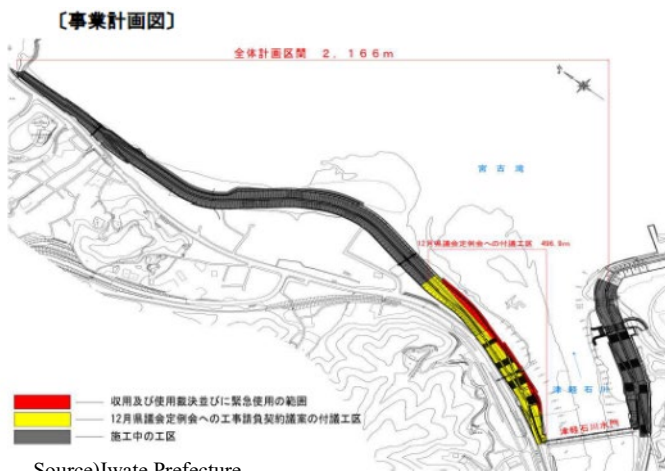 〔事業計画図〕
全体計画区間 2,166m
宮古湾
12月県議会定例会への付議工区 496.9m
津軽石川
津軽石川水門
収用及び使用裁決並びに緊急使用の範囲
12月県議会定例会への工事請負契約議案の付議工区
施工中の工区
Source)Iwate Prefecture